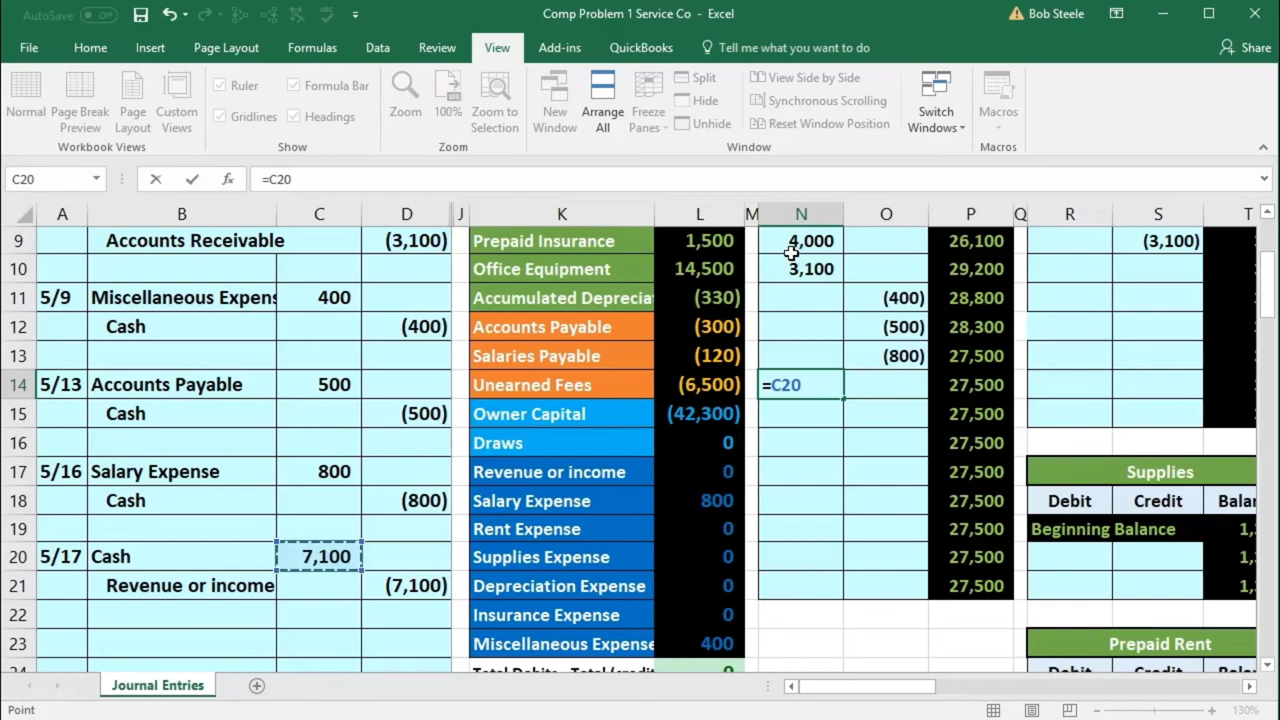 AutoSave Off Comp Problem 1 Service Co - Excel Bob Steele
File Home Insert Page Layout Formulas Data Review View Add-ins QuickBooks Tell me what you want to do Share
Normal Page Break Preview Page Layout Custom Views
Workbook Views
Ruler Formula Bar
Gridlines Headings
Show
Zoom 100% Zoom to Selection
Zoom
New Window Arrange All Freeze Panes
Split View Side by Side
Hide Synchronous Scrolling
Unhide Reset Window Position
Switch Windows
Window
Macros
Macros
C20 fx =C20
A B C D J K L M N O P Q R S T
9 Accounts Receivable (3,100) Prepaid Insurance 1,500 4,000 26,100 (3,100)
10 Office Equipment 14,500 3,100 29,200
11 5/9 Miscellaneous Expens 400 Accumulated Deprecia (330) (400) 28,800
12 Cash (400) Accounts Payable (300) (500) 28,300
13 Salaries Payable (120) (800) 27,500
14 5/13 Accounts Payable 500 Unearned Fees (6,500) =C20 27,500
15 Cash (500) Owner Capital (42,300) 27,500
16 Draws 0 27,500
17 5/16 Salary Expense 800 Revenue or income 0 27,500 Supplies
18 Cash (800) Salary Expense 800 27,500 Debit Credit Balar
19 Rent Expense 0 27,500 Beginning Balance 1,
20 5/17 Cash 7,100 Supplies Expense 0 27,500 1,
21 Revenue or income (7,100) Depreciation Expense 0 27,500 1,
22 Insurance Expense 0
23 Miscellaneous Expense 400 Prepaid Rent
Journal Entries
Point 130%